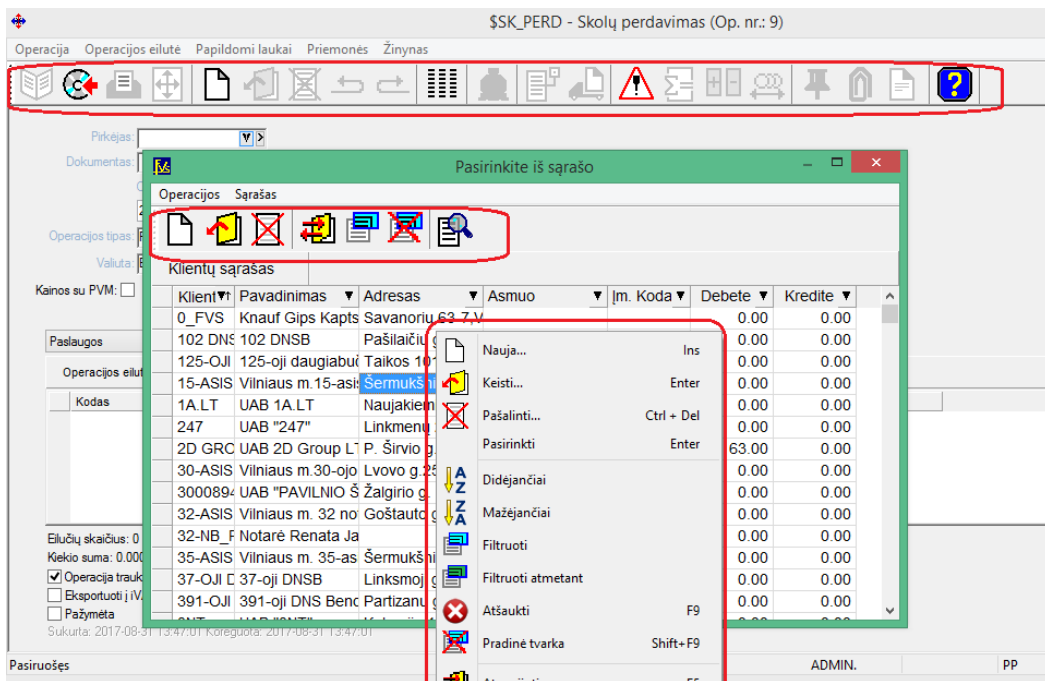 $SK_PERD - Skolų perdavimas (Op. nr.: 9)
Operacija Operacijos eilutė Papildomi laukai Priemonės Žinynas
Pirkėjas:
Dokumentas:
Operacijos tipas:
Valiuta:
Kainos su PVM:
Paslaugos
Operacijos eilut
Kodas
Eilučių skaičius: 0
Kiekio suma: 0.000
Operacija trauk
Eksportuoti į iV
Pažymėta
Sukurta: 2017-08-31 13:47:01 Koreguota: 2017-08-31 13:47:01
Pasiruošęs ADMIN. PP
FVS Pasirinkite iš sąrašo
Operacijos Sąrašas
Klientų sąrašas
Klient Pavadinimas Adresas Asmuo Įm. Koda Debete Kredite
0_FVS Knauf Gips Kapts Savanorių 63-7,V 0.00 0.00
102 DNS 102 DNSB Pašilaičių g 0.00 0.00
125-OJI 125-oji daugiabuč Taikos 101 0.00 0.00
15-ASIS Vilniaus m.15-asis Šermukšni 0.00 0.00
1A.LT UAB 1A.LT Naujakiem 0.00 0.00
247 UAB "247" Linkmenų 0.00 0.00
2D GRO UAB 2D Group LT P. Širvio g. 63.00 0.00
30-ASIS Vilniaus m.30-ojo Lvovo g.25 0.00 0.00
3000894 UAB "PAVILNIO Š Žalgirio g. 0.00 0.00
32-ASIS Vilniaus m. 32 no Goštauto g 0.00 0.00
32-NB_F Notarė Renata Ja 0.00 0.00
35-ASIS Vilniaus m. 35-as Šermukšni 0.00 0.00
37-OJI D 37-oji DNSB Linksmoji g 0.00 0.00
391-OJI 391-oji DNS Bend Partizanų g 0.00 0.00
Nauja... Ins
Keisti... Enter
Pašalinti... Ctrl + Del
Pasirinkti Enter
Didėjančiai
Mažėjančiai
Filtruoti
Filtruoti atmetant
Atšaukti F9
Pradinė tvarka Shift+F9